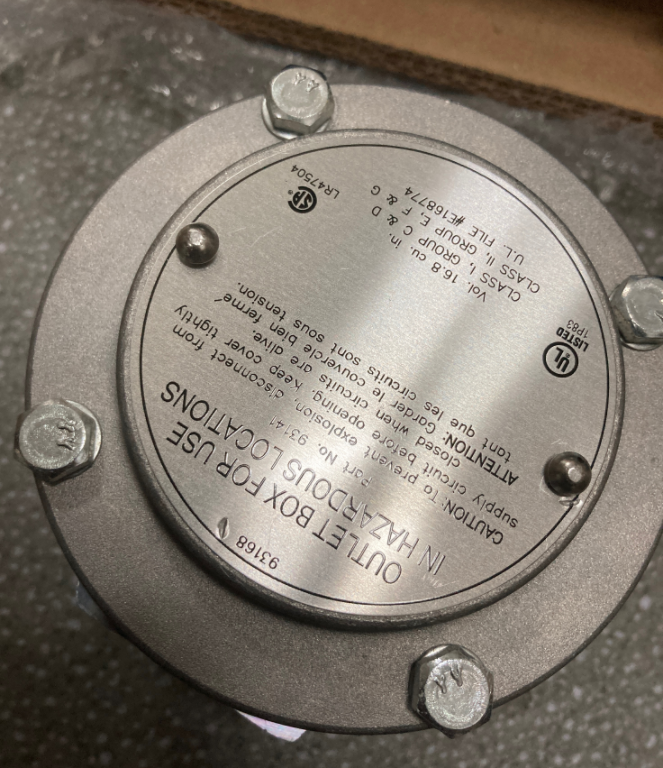 93168
OUTLET BOX FOR USE
IN HAZARDOUS LOCATIONS
Part No. 93141
CAUTION: To prevent explosion, disconnect from
supply circuit before opening. Keep cover tightly
closed when circuits are alive.
ATTENTION: Garder le couvercle bien fermé
tant que les circuits sont sous tension.
UL
LISTED
1P83
Vol. 16.8 cu. in.
CLASS I, GROUP C & D
CLASS II, GROUP E, F & G
U.L. FILE #E168774
SA
LR47504